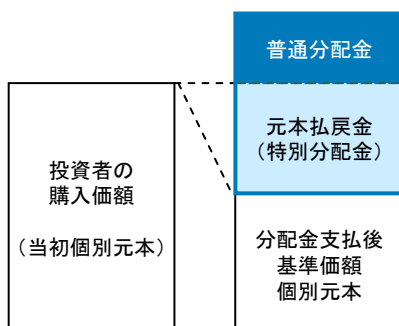 普通分配金
元本払戻金
（特別分配金）
投資者の
購入価額
（当初個別元本）
分配金支払後
基準価額
個別元本